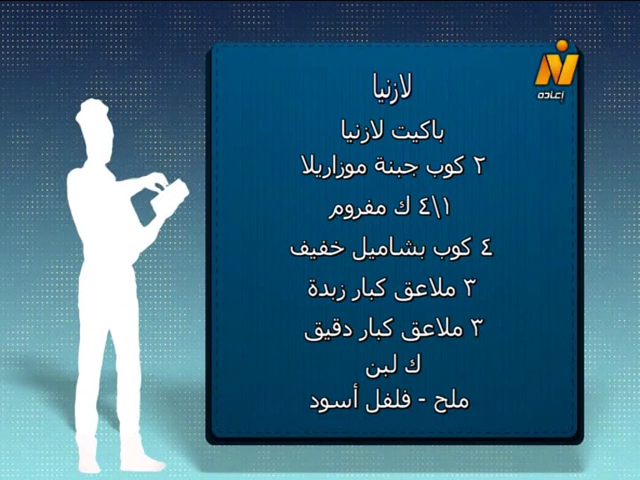 إعاده
لازنيا
باكيت لازنيا
٢ كوب جبنة موزاريلا
١\٤ ك مفروم
٤ كوب بشاميل خفيف
٣ ملاعق كبار زبدة
٣ ملاعق كبار دقيق
ك لبن
ملح - فلفل أسود